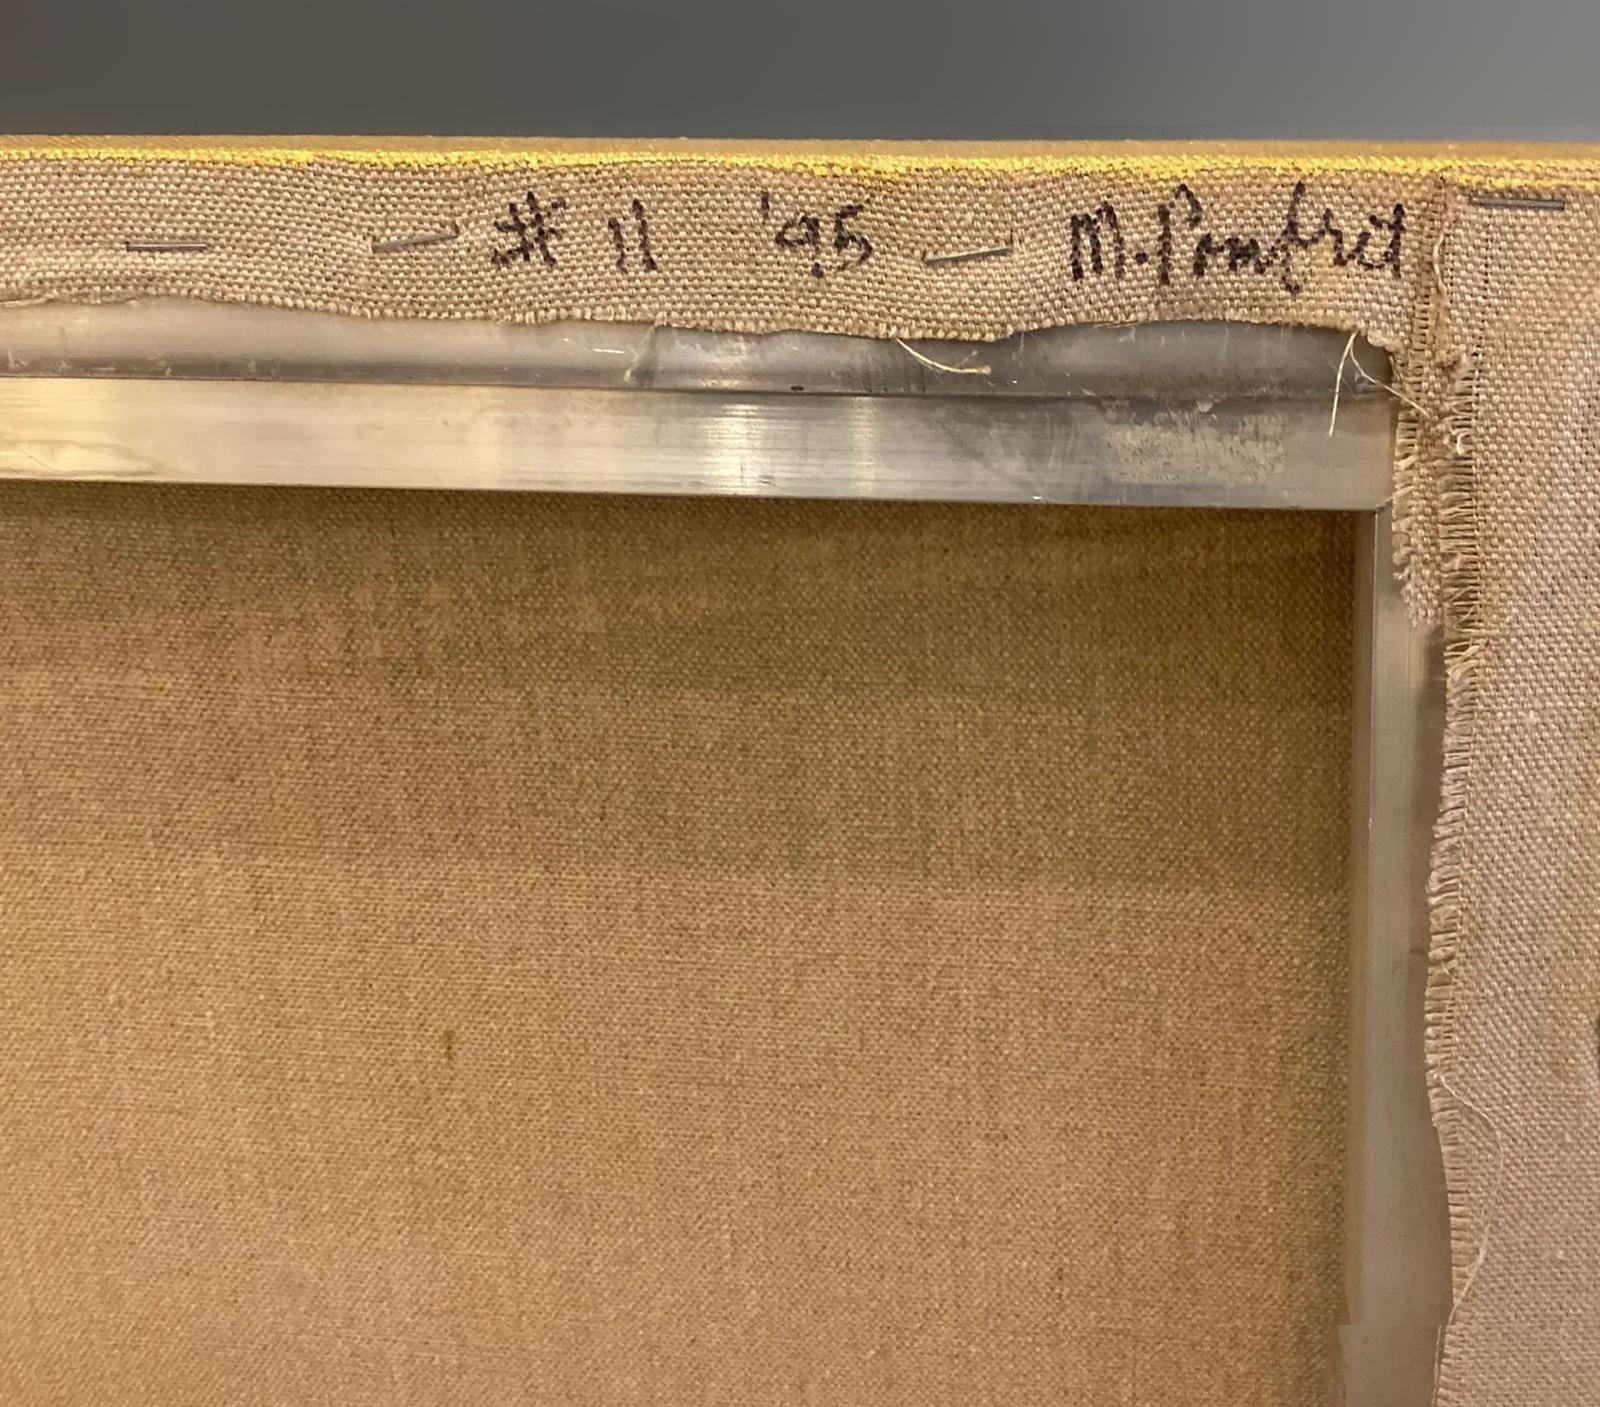 # 11 '95 M. Pomfret